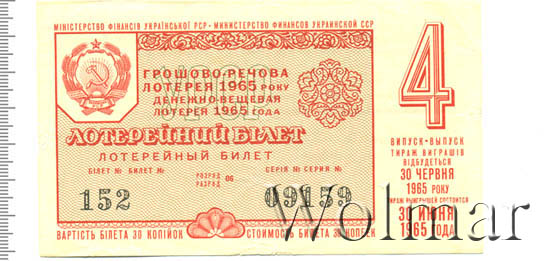 МІНІСТЕРСТВО ФІНАНСІВ УКРАЇНСЬКОЇ РСР - МИНИСТЕРСТВО ФИНАНСОВ УКРАИНСКОЙ ССР
ГРОШОВО-РЕЧОВА
ЛОТЕРЕЯ 1965 РОКУ
ДЕНЕЖНО-ВЕЩЕВАЯ
ЛОТЕРЕЯ 1965 ГОДА
ЛОТЕРЕЙНИЙ БІЛЕТ
ЛОТЕРЕЙНЫЙ БИЛЕТ
БІЛЕТ № БИЛЕТ №
РОЗРЯД
РАЗРЯД
06
СЕРІЯ № СЕРИЯ №
152
09159
ВАРТІСТЬ БІЛЕТА 30 КОПІЙОК
СТОИМОСТЬ БИЛЕТА 30 КОПЕЕК
4
ВИПУСК-ВЫПУСК
ТИРАЖ ВИГРАШІВ
ВІДБУДЕТЬСЯ
30 ЧЕРВНЯ
1965 РОКУ
ТИРАЖ ВЫИГРЫШЕЙ СОСТОИТСЯ
30 ИЮНЯ
1965 ГОДА
Wolmar